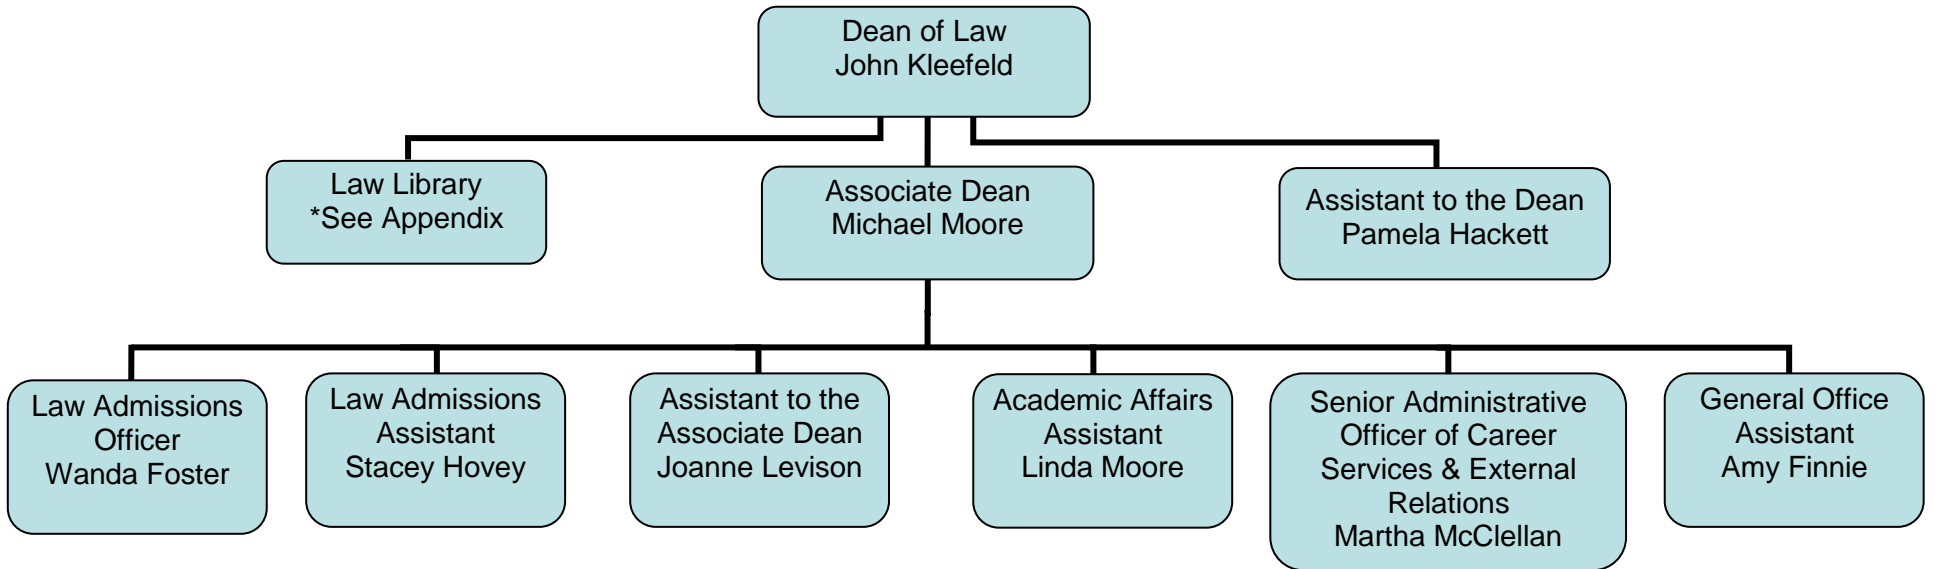 Dean of Law
John Kleefeld
Law Library
*See Appendix
Associate Dean
Michael Moore
Assistant to the Dean
Pamela Hackett
Law Admissions
Officer
Wanda Foster
Law Admissions
Assistant
Stacey Hovey
Assistant to the
Associate Dean
Joanne Levison
Academic Affairs
Assistant
Linda Moore
Senior Administrative
Officer of Career
Services & External
Relations
Martha McClellan
General Office
Assistant
Amy Finnie